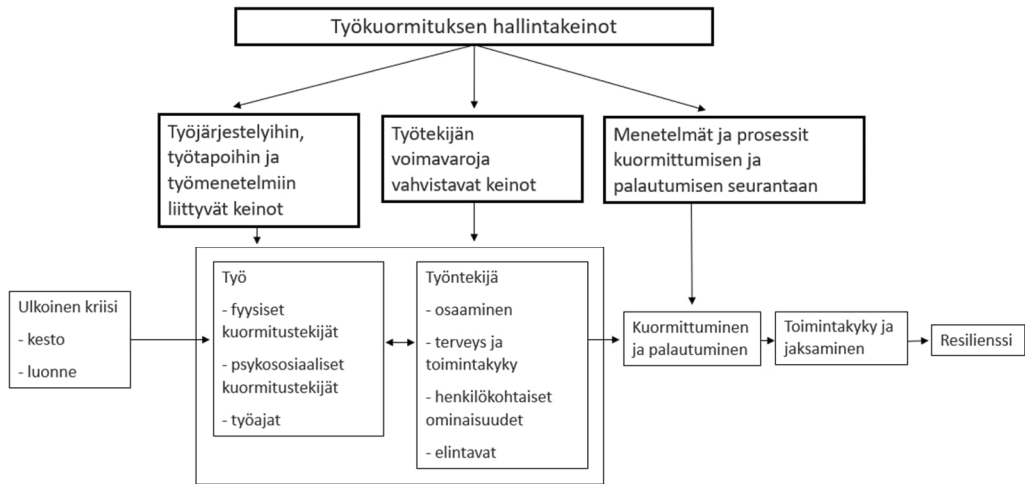 Työkuormituksen hallintakeinot
Työjärjestelyihin,
työtapoihin ja
työmenetelmiin
liittyvät keinot
Työtekijän
voimavaroja
vahvistavat keinot
Menetelmät ja prosessit
kuormittumisen ja
palautumisen seurantaan
Ulkoinen kriisi
- kesto
- luonne
Työ
- fyysiset
kuormitustekijät
- psykososiaaliset
kuormitustekijät
- työajat
Työntekijä
- osaaminen
- terveys ja
toimintakyky
- henkilökohtaiset
ominaisuudet
- elintavat
Kuormittuminen
ja palautuminen
Toimintakyky ja
jaksaminen
Resilienssi